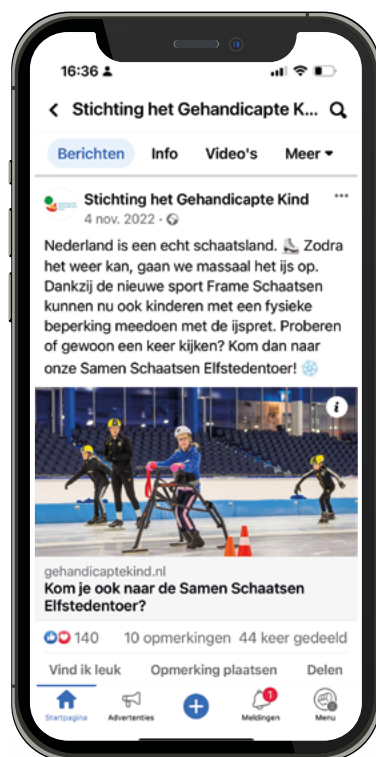 16:36
Stichting het Gehandicapte K...
Berichten Info Video's Meer
Stichting het Gehandicapte Kind
4 nov. 2022 ·
Nederland is een echt schaatsland. ⛸️ Zodra
het weer kan, gaan we massaal het ijs op.
Dankzij de nieuwe sport Frame Schaatsen
kunnen nu ook kinderen met een fysieke
beperking meedoen met de ijspret. Proberen
of gewoon een keer kijken? Kom dan naar
onze Samen Schaatsen Elfstedentoer! ❄️
i
gehandicaptekind.nl
Kom je ook naar de Samen Schaatsen
Elfstedentoer?
140 10 opmerkingen 44 keer gedeeld
Vind ik leuk Opmerking plaatsen Delen
1
Startpagina Advertenties Meldingen Menu